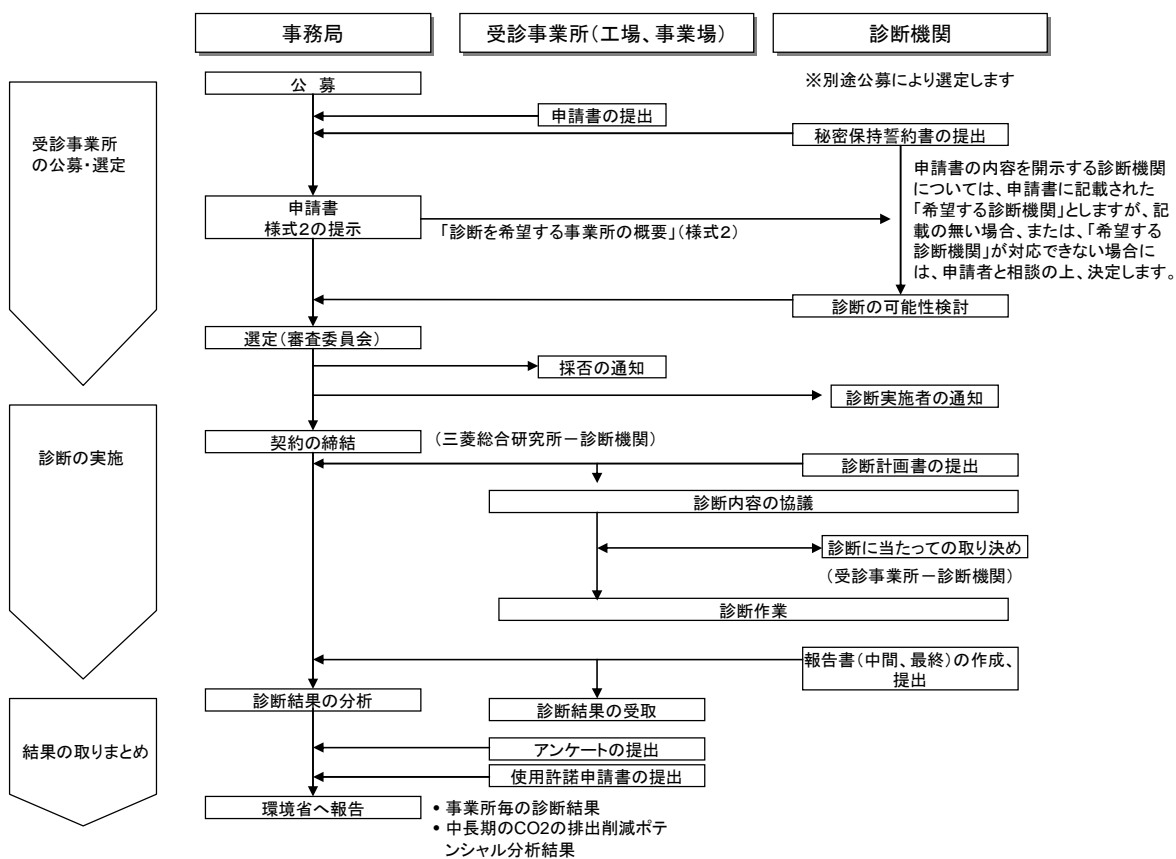 事務局
受診事業所(工場、事業場)
診断機関
公 募
※別途公募により選定します
申請書の提出
秘密保持誓約書の提出
受診事業所
の公募・選定
申請書の内容を開示する診断機関
については、申請書に記載された
「希望する診断機関」としますが、記
載の無い場合、または、「希望する
診断機関」が対応できない場合に
は、申請者と相談の上、決定します。
申請書
様式2の提示
「診断を希望する事業所の概要」(様式2)
診断の可能性検討
選定(審査委員会)
採否の通知
診断実施者の通知
契約の締結
(三菱総合研究所-診断機関)
診断の実施
診断計画書の提出
診断内容の協議
診断に当たっての取り決め
(受診事業所-診断機関)
診断作業
報告書(中間、最終)の作成、
提出
診断結果の分析
診断結果の受取
結果の取りまとめ
アンケートの提出
使用許諾申請書の提出
環境省へ報告
• 事業所毎の診断結果
• 中長期のCO2の排出削減ポテ
ンシャル分析結果